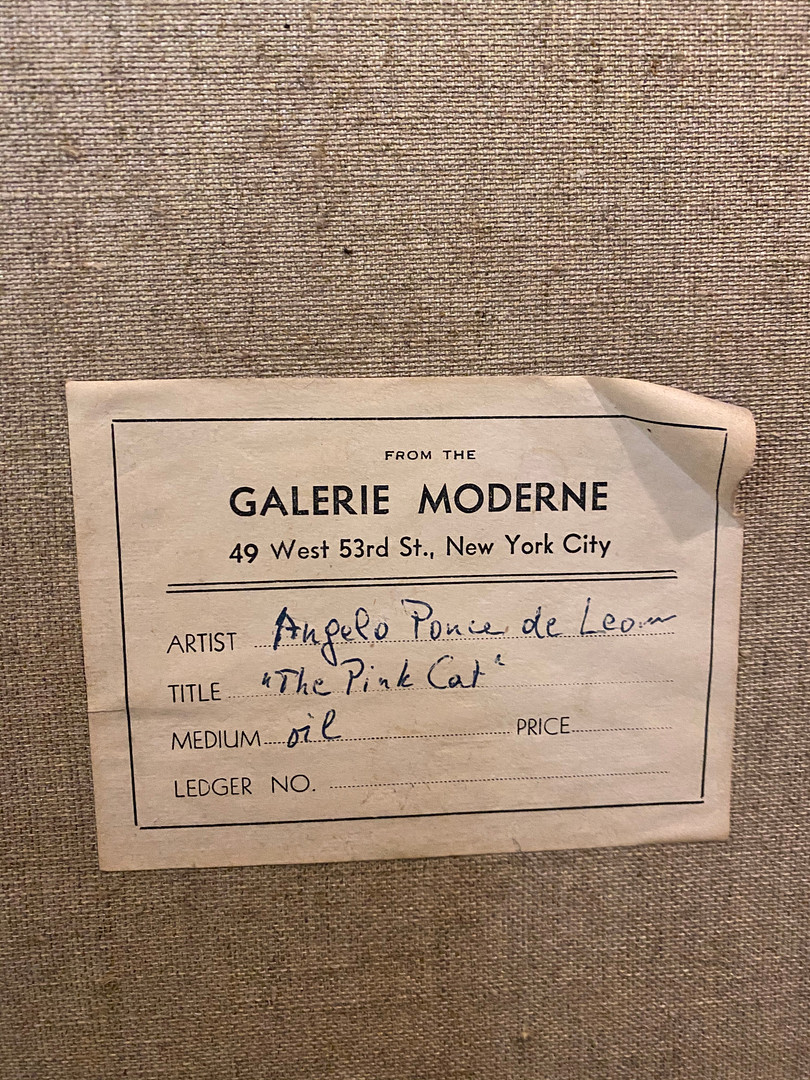 FROM THE
GALERIE MODERNE
49 West 53rd St., New York City
ARTIST Angelo Ponce de Leon
TITLE "The Pink Cat"
MEDIUM oil PRICE
LEDGER NO.